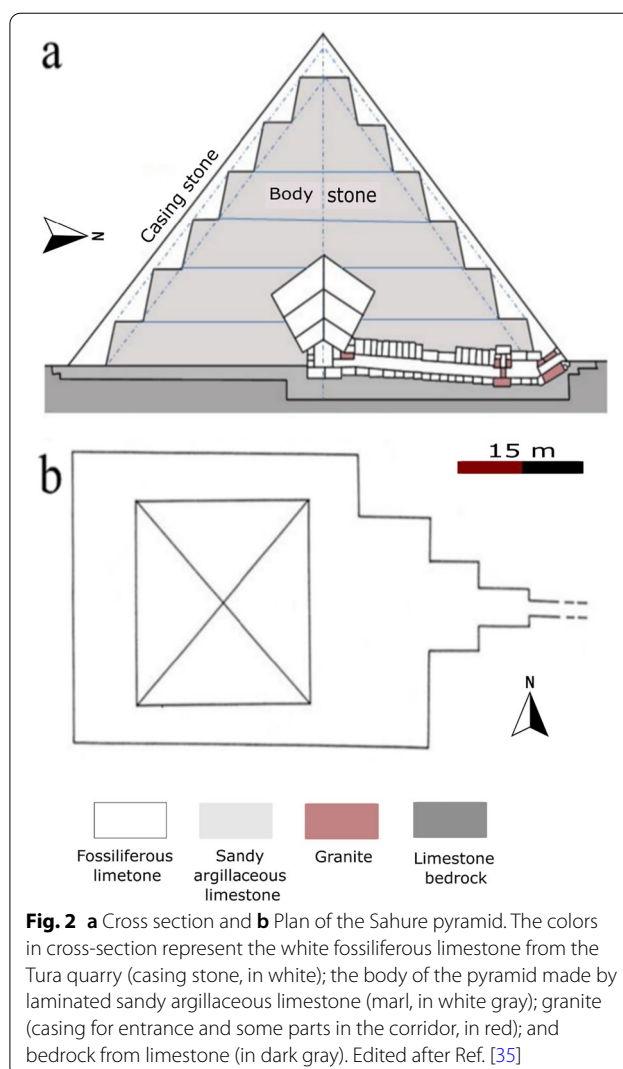 a
Casing stone
Body stone
N
b
15 m
N
Fossiliferous
limetone
Sandy
argillaceous
limestone
Granite
Limestone
bedrock
Fig. 2 a Cross section and b Plan of the Sahure pyramid. The colors
in cross-section represent the white fossiliferous limestone from the
Tura quarry (casing stone, in white); the body of the pyramid made by
laminated sandy argillaceous limestone (marl, in white gray); granite
(casing for entrance and some parts in the corridor, in red); and
bedrock from limestone (in dark gray). Edited after Ref. [35]